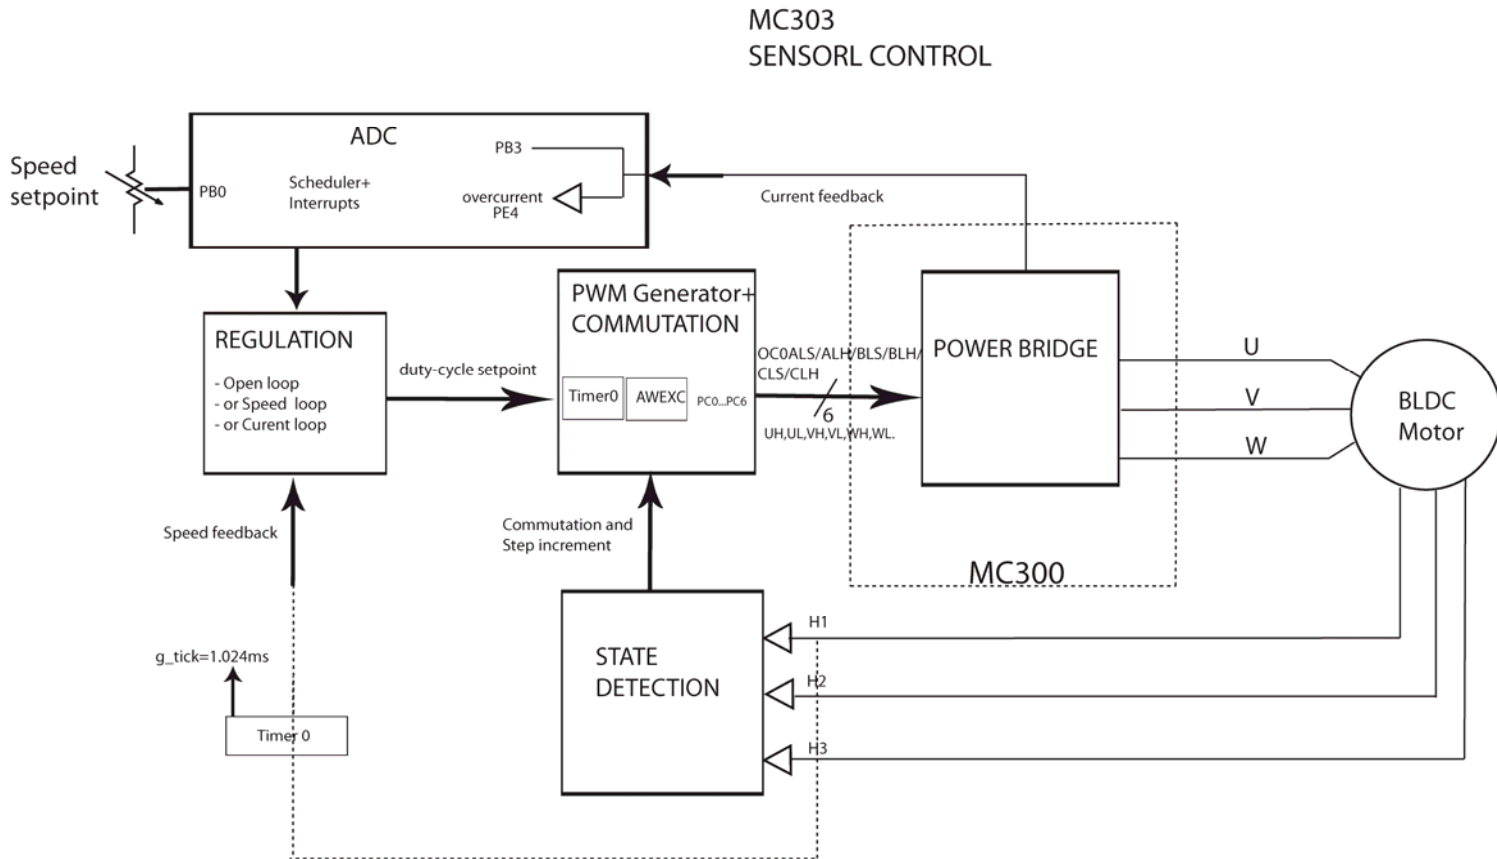 MC303
SENSORL CONTROL
ADC
Speed
setpoint
PB0
Scheduler+
Interrupts
PB3
overcurrent
PE4
Current feedback
REGULATION
- Open loop
- or Speed loop
- or Curent loop
duty-cycle setpoint
PWM Generator+
COMMUTATION
Timer0
AWEXC
PC0...PC6
OC0ALS/ALH/BLS/BLH/
CLS/CLH
6
UH,UL,VH,VL,WH,WL.
POWER BRIDGE
MC300
U
V
W
BLDC
Motor
Speed feedback
Commutation and
Step increment
g_tick=1.024ms
Timer 0
STATE
DETECTION
H1
H2
H3